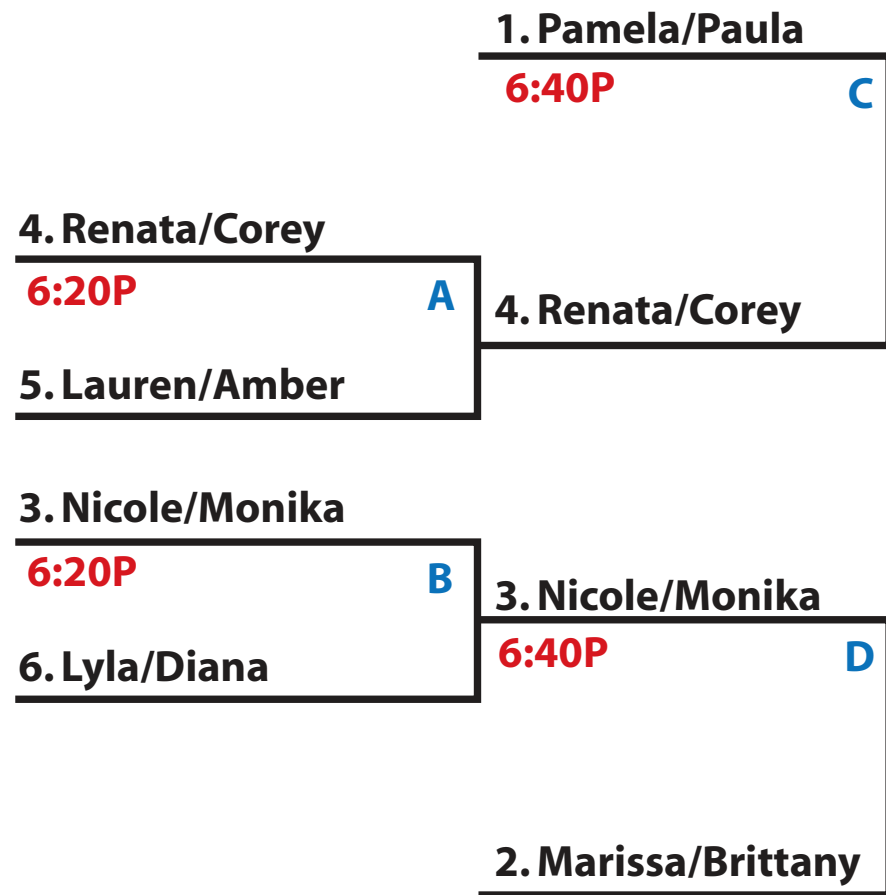 1. Pamela/Paula
6:40P C
4. Renata/Corey
6:20P A
4. Renata/Corey
5. Lauren/Amber
3. Nicole/Monika
6:20P B
3. Nicole/Monika
6:40P D
6. Lyla/Diana
2. Marissa/Brittany